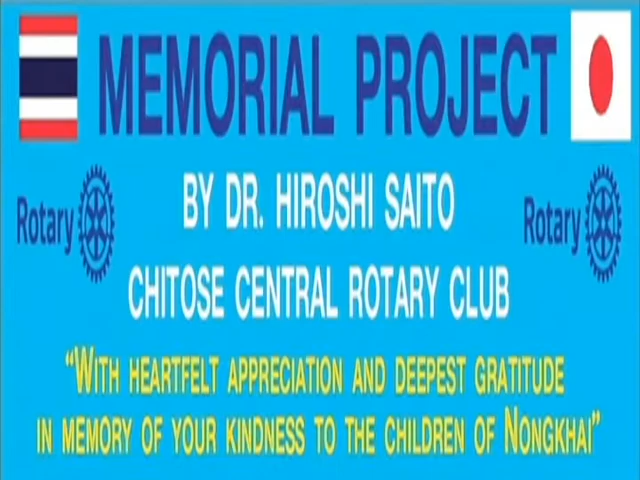 MEMORIAL PROJECT
BY DR. HIROSHI SAITO
Rotary
Rotary
CHITOSE CENTRAL ROTARY CLUB
“WITH HEARTFELT APPRECIATION AND DEEPEST GRATITUDE
IN MEMORY OF YOUR KINDNESS TO THE CHILDREN OF NONGKHAI”